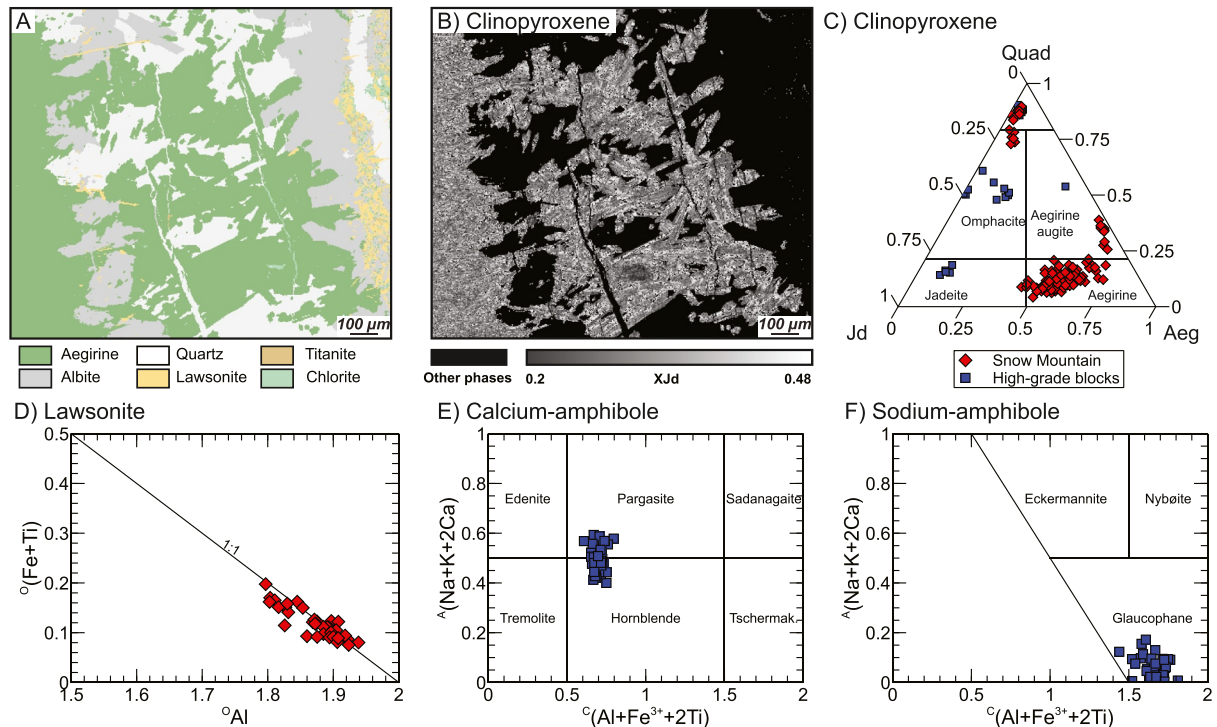 A
B) Clinopyroxene
C) Clinopyroxene
100 μm
100 μm
Aegirine
Quartz
Titanite
Albite
Lawsonite
Chlorite
Other phases
0.2
XJd
0.48
Quad
0
1
0.25
0.75
0.5
0.5
Omphacite
Aegirine
augite
0.75
0.25
1
Jadeite
Aegirine
0
Jd
0
0.25
0.5
0.75
1
Aeg
Snow Mountain
High-grade blocks
D) Lawsonite
0.5
0.4
0.3
0.2
0.1
0
O(Fe+Ti)
1:1
1.5
1.6
1.7
1.8
1.9
2
OAl
E) Calcium-amphibole
1
0.8
0.6
0.4
0.2
0
A(Na+K+2Ca)
Edenite
Pargasite
Sadanagaite
Tremolite
Hornblende
Tschermak.
0
0.5
1
1.5
2
C(Al+Fe3++2Ti)
F) Sodium-amphibole
1
0.8
0.6
0.4
0.2
0
A(Na+K+2Ca)
Eckermannite
Nybøite
Glaucophane
0
0.5
1
1.5
2
C(Al+Fe3++2Ti)